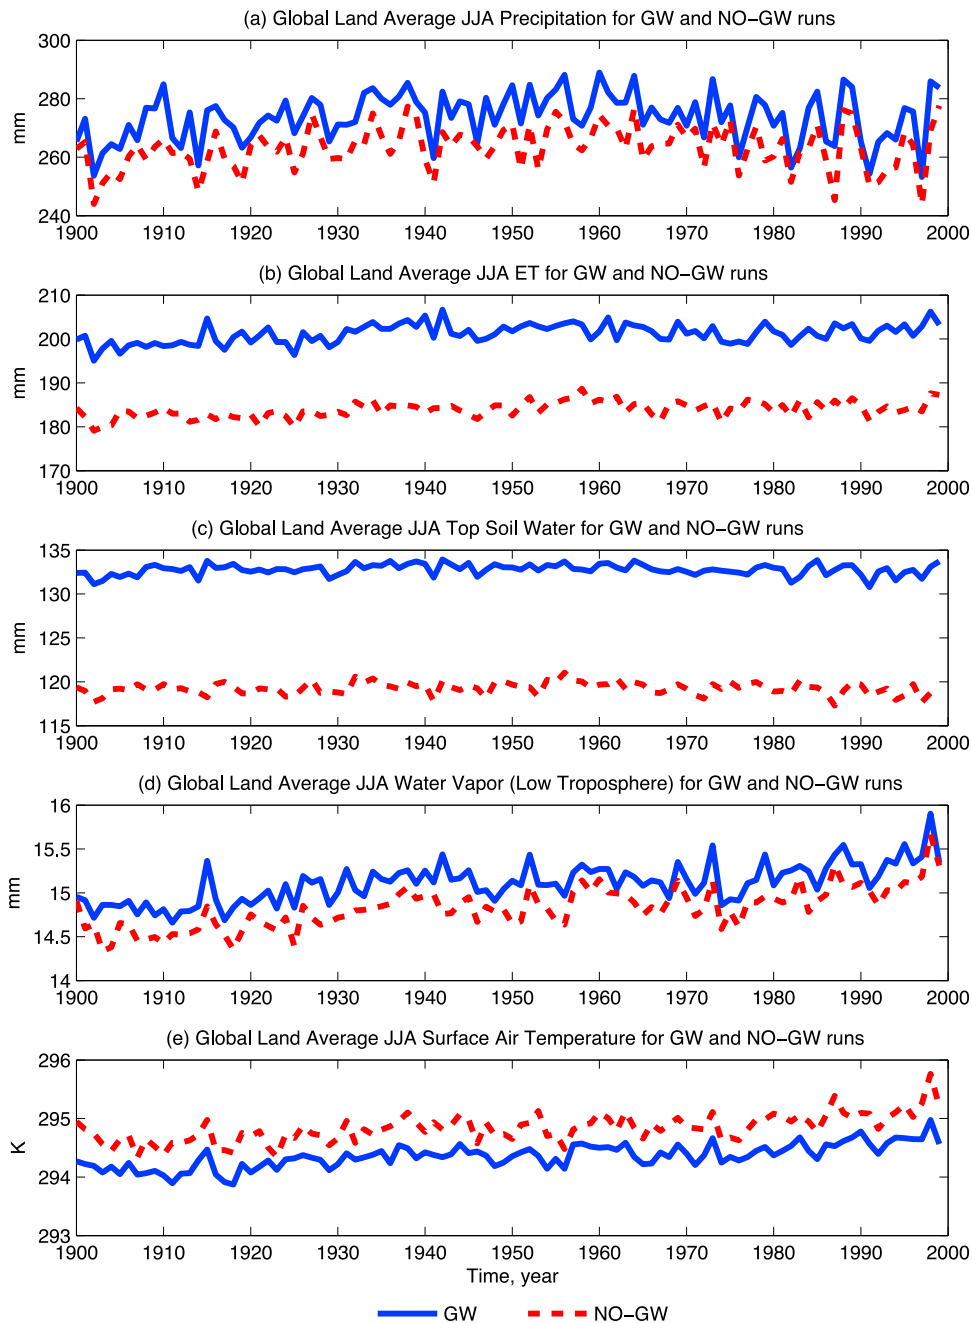 (a) Global Land Average JJA Precipitation for GW and NO−GW runs
300
280
260
240
mm
1900 1910 1920 1930 1940 1950 1960 1970 1980 1990 2000
(b) Global Land Average JJA ET for GW and NO−GW runs
210
200
190
180
170
mm
1900 1910 1920 1930 1940 1950 1960 1970 1980 1990 2000
(c) Global Land Average JJA Top Soil Water for GW and NO−GW runs
135
133
125
120
115
mm
1900 1910 1920 1930 1940 1950 1960 1970 1980 1990 2000
(d) Global Land Average JJA Water Vapor (Low Troposphere) for GW and NO−GW runs
16
15.5
15
14.5
14
mm
1900 1910 1920 1930 1940 1950 1960 1970 1980 1990 2000
(e) Global Land Average JJA Surface Air Temperature for GW and NO−GW runs
296
295
294
293
K
1900 1910 1920 1930 1940 1950 1960 1970 1980 1990 2000
Time, year
GW NO−GW